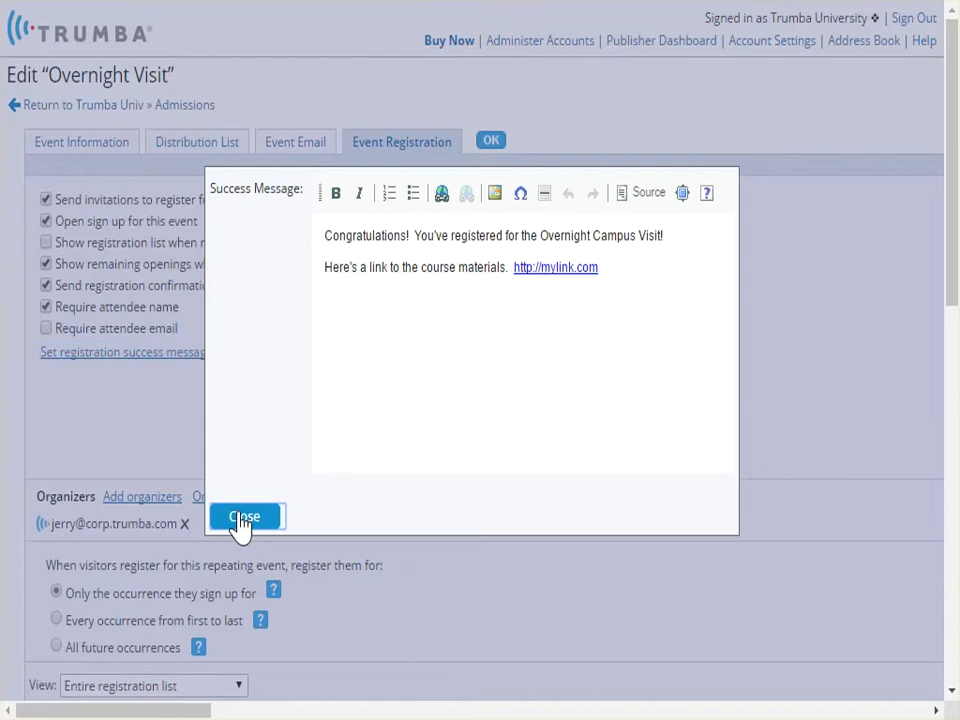 TRUMBA
Signed in as Trumba University ❖ | Sign Out
Buy Now | Administer Accounts | Publisher Dashboard | Account Settings | Address Book | Help
Edit “Overnight Visit”
Return to Trumba Univ » Admissions
Event Information
Distribution List
Event Email
Event Registration
OK
Success Message:
B I Source ?
Congratulations! You've registered for the Overnight Campus Visit!
Here's a link to the course materials. http://mylink.com
Close
Send invitations to register
Open sign up for this event
Show registration list when
Show remaining openings
Send registration
Require attendee name
Require attendee email
Set registration success
Organizers Add organizers
jerry@corp.trumba.com X
When visitors register for this repeating event, register them for:
Only the occurrence they sign up for ?
Every occurrence from first to last ?
All future occurrences ?
View: Entire registration list